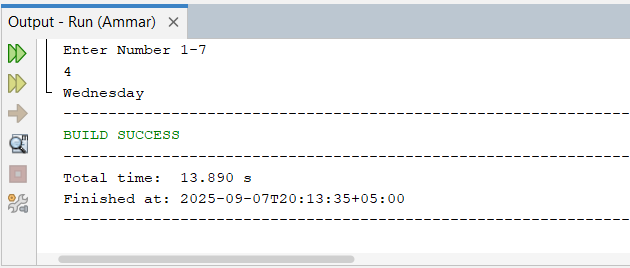 Output - Run (Ammar)
Enter Number 1-7
4
Wednesday
------------------------------------------------------------------------
BUILD SUCCESS
------------------------------------------------------------------------
Total time:  13.890 s
Finished at: 2025-09-07T20:13:35+05:00
------------------------------------------------------------------------